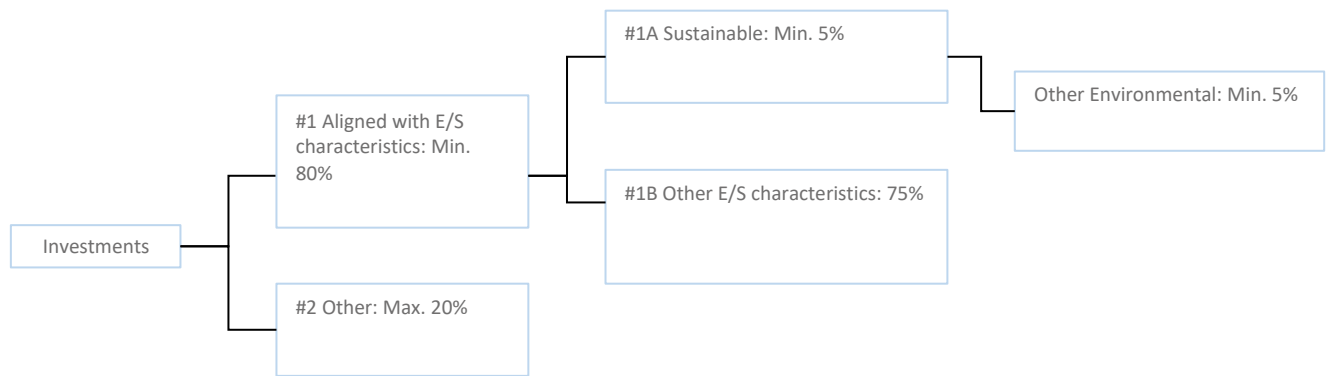 #1A Sustainable: Min. 5%
Other Environmental: Min. 5%
#1 Aligned with E/S
characteristics: Min.
80%
#1B Other E/S characteristics: 75%
Investments
#2 Other: Max. 20%